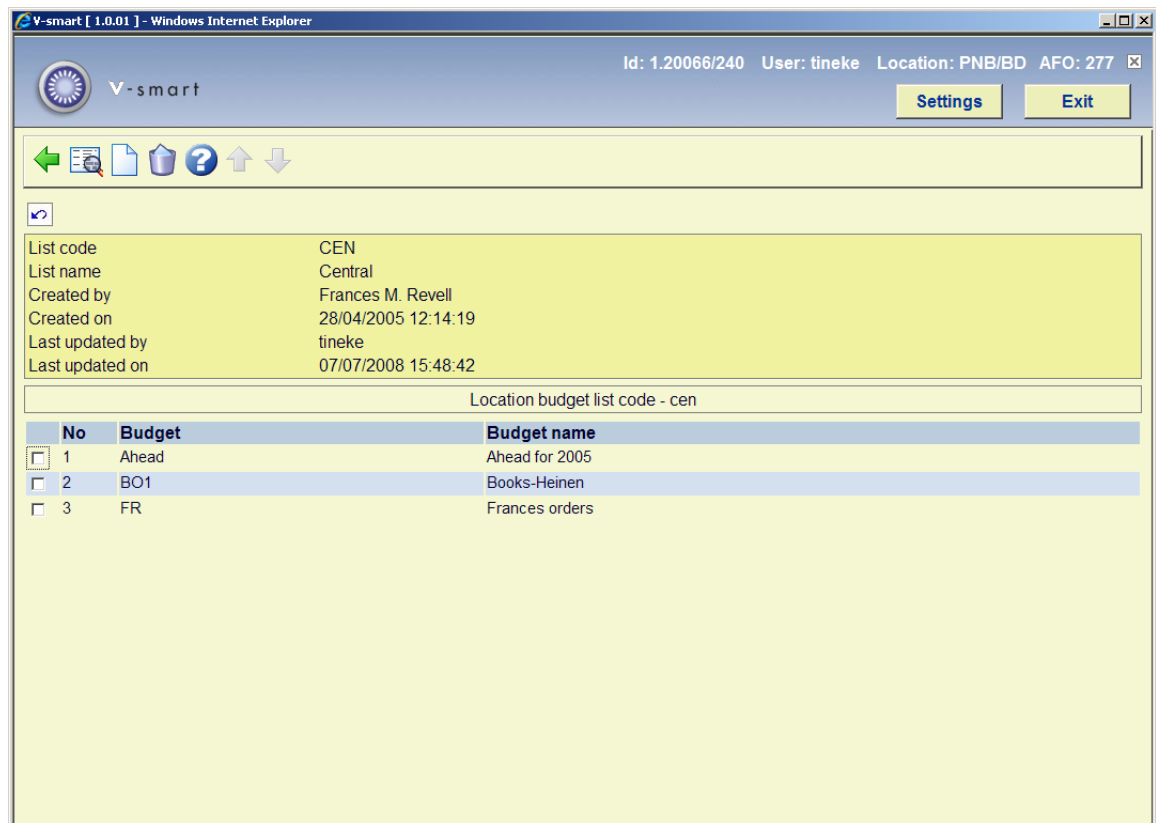 V-smart [ 1.0.01 ] - Windows Internet Explorer
Id: 1.20066/240 User: tineke Location: PNB/BD AFO: 277
V-smart
Settings Exit
List code CEN
List name Central
Created by Frances M. Revell
Created on 28/04/2005 12:14:19
Last updated by tineke
Last updated on 07/07/2008 15:48:42
Location budget list code - cen
No Budget Budget name
1 Ahead Ahead for 2005
2 BO1 Books-Heinen
3 FR Frances orders